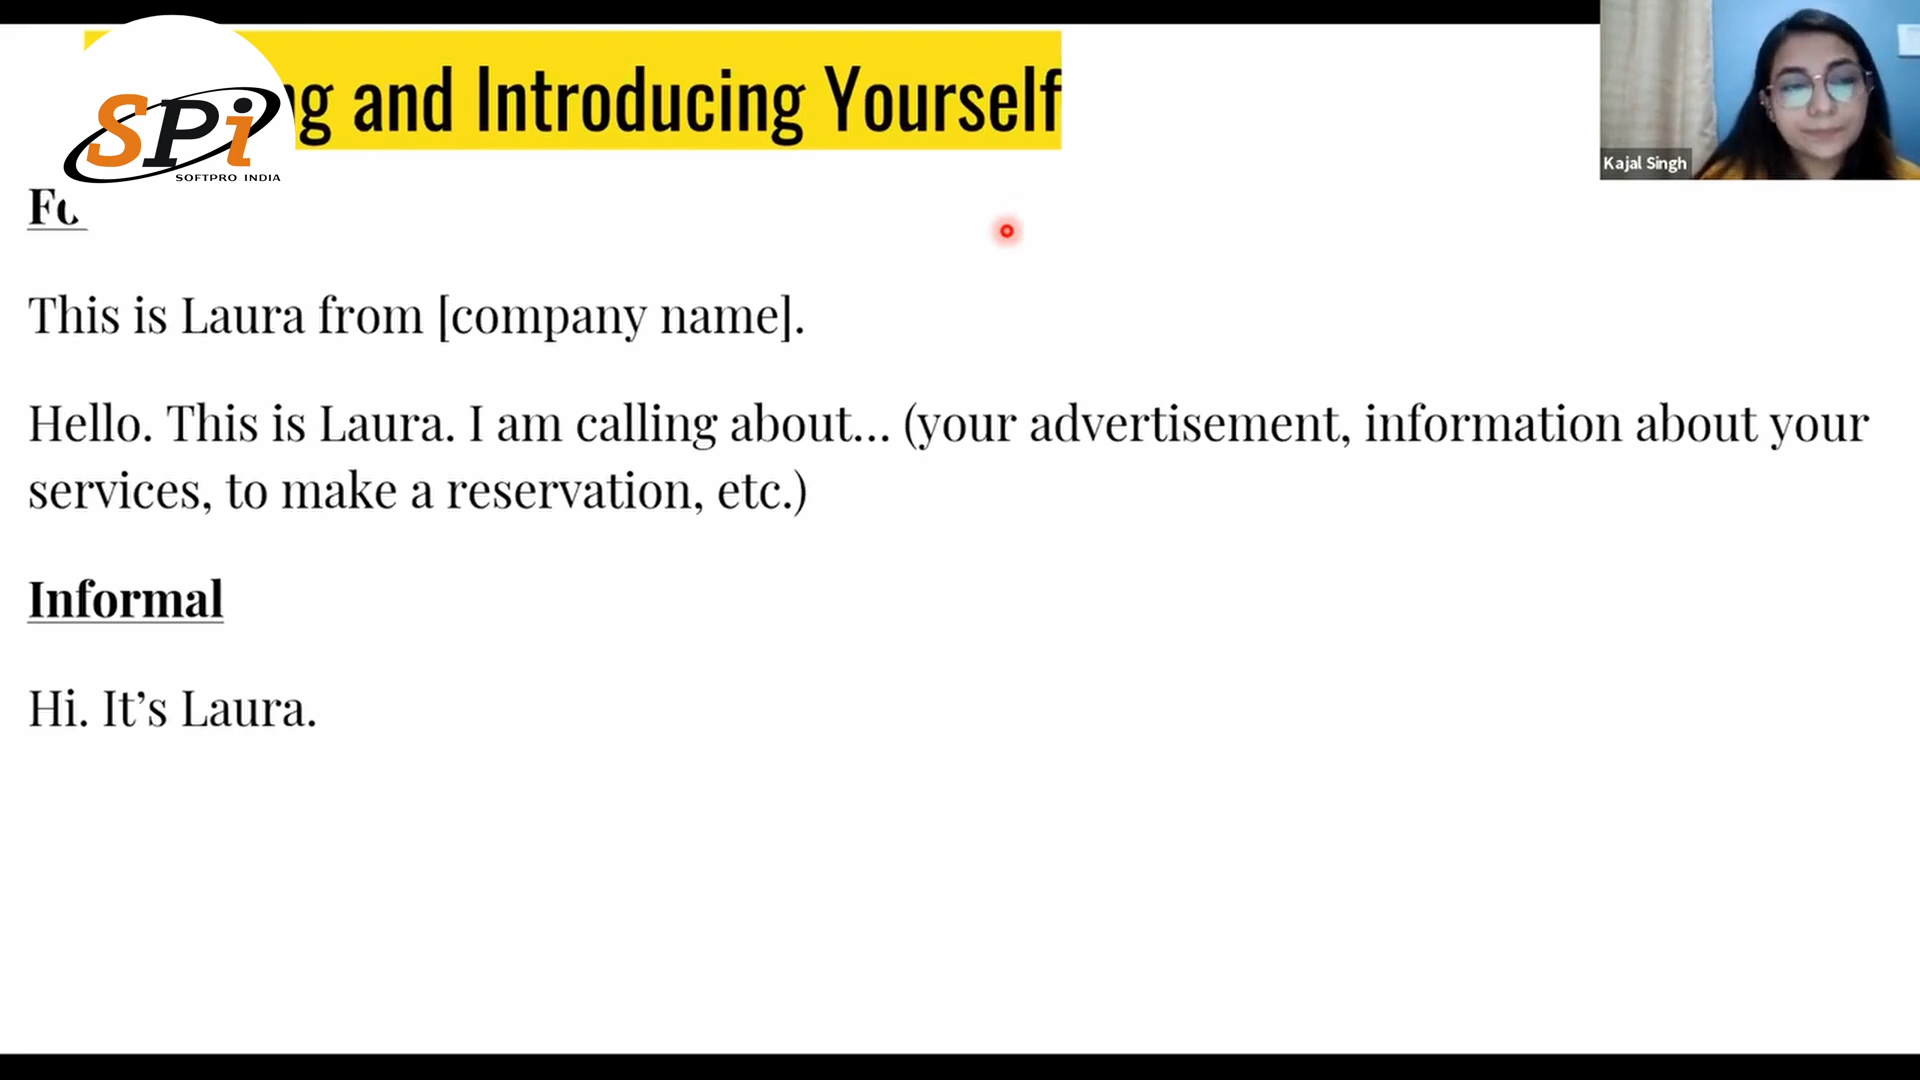 SPi
SOFTPRO INDIA
and Introducing Yourself
Kajal Singh
This is Laura from [company name].
Hello. This is Laura. I am calling about... (your advertisement, information about your
services, to make a reservation, etc.)
Informal
Hi. It’s Laura.